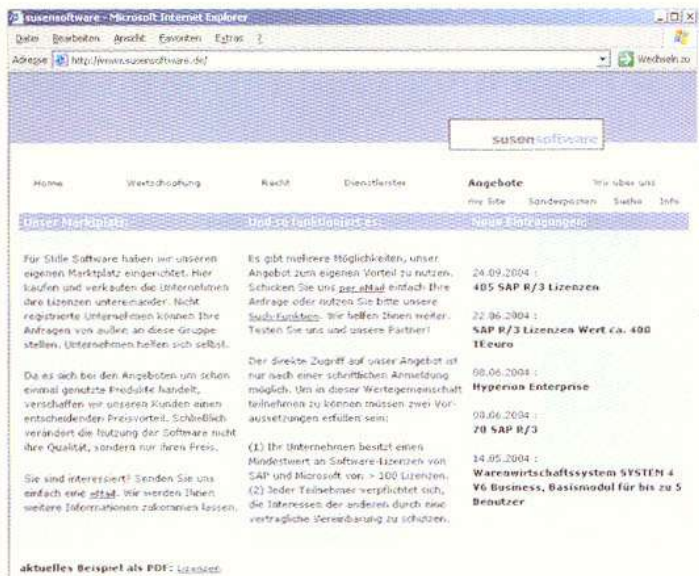 susensoftware - Microsoft Internet Explorer
Datei Bearbeiten Ansicht Favoriten Extras ?
Adresse http://www.susensoftware.de/ Wechseln zu
susensoftware
Home Wertschöpfung Recht Dienstleister Angebote Wir über uns
my Site Sonderposten Suche Info
Unser Marktplatz:
Für Stille Software haben wir unseren
eigenen Marktplatz eingerichtet. Hier
kaufen und verkaufen die Unternehmen
ihre Lizenzen untereinander. Nicht
registrierte Unternehmen können Ihre
Anfragen von außen an diese Gruppe
stellen. Unternehmen helfen sich selbst.
Da es sich bei den Angeboten um schon
einmal genutzte Produkte handelt,
verschaffen wir unseren Kunden einen
entscheidenden Preisvorteil. Schließlich
verändert die Nutzung der Software nicht
ihre Qualität, sondern nur ihren Preis.
Sie sind interessiert? Senden Sie uns
einfach eine eMail. Wir werden Ihnen
weitere Informationen zukommen lassen.
aktuelles Beispiel als PDF: Lizenzen
Und so funktioniert es:
Es gibt mehrere Möglichkeiten, unser
Angebot zum eigenen Vorteil zu nutzen.
Schicken Sie uns per eMail einfach Ihre
Anfrage oder nutzen Sie bitte unsere
Such-Funktion. Wir helfen Ihnen weiter.
Testen Sie uns und unsere Partner!
Der direkte Zugriff auf unser Angebot ist
nur nach einer schriftlichen Anmeldung
möglich. Um in dieser Wertegemeinschaft
teilnehmen zu können müssen zwei Vor-
aussetzungen erfüllen sein:
(1) Ihr Unternehmen besitzt einen
Mindestwert an Software-Lizenzen von
SAP und Microsoft von > 100 Lizenzen.
(2) Jeder Teilnehmer verpflichtet sich,
die Interessen der anderen durch eine
vertragliche Vereinbarung zu schützen.
Neue Eintragungen:
24.09.2004 :
405 SAP R/3 Lizenzen
22.06.2004 :
SAP R/3 Lizenzen Wert ca. 400
TEeuro
08.06.2004 :
Hyperion Enterprise
08.06.2004 :
70 SAP R/3
14.05.2004 :
Warenwirtschaftssystem SYSTEM 4
V6 Business, Basismodul für bis zu 5
Benutzer